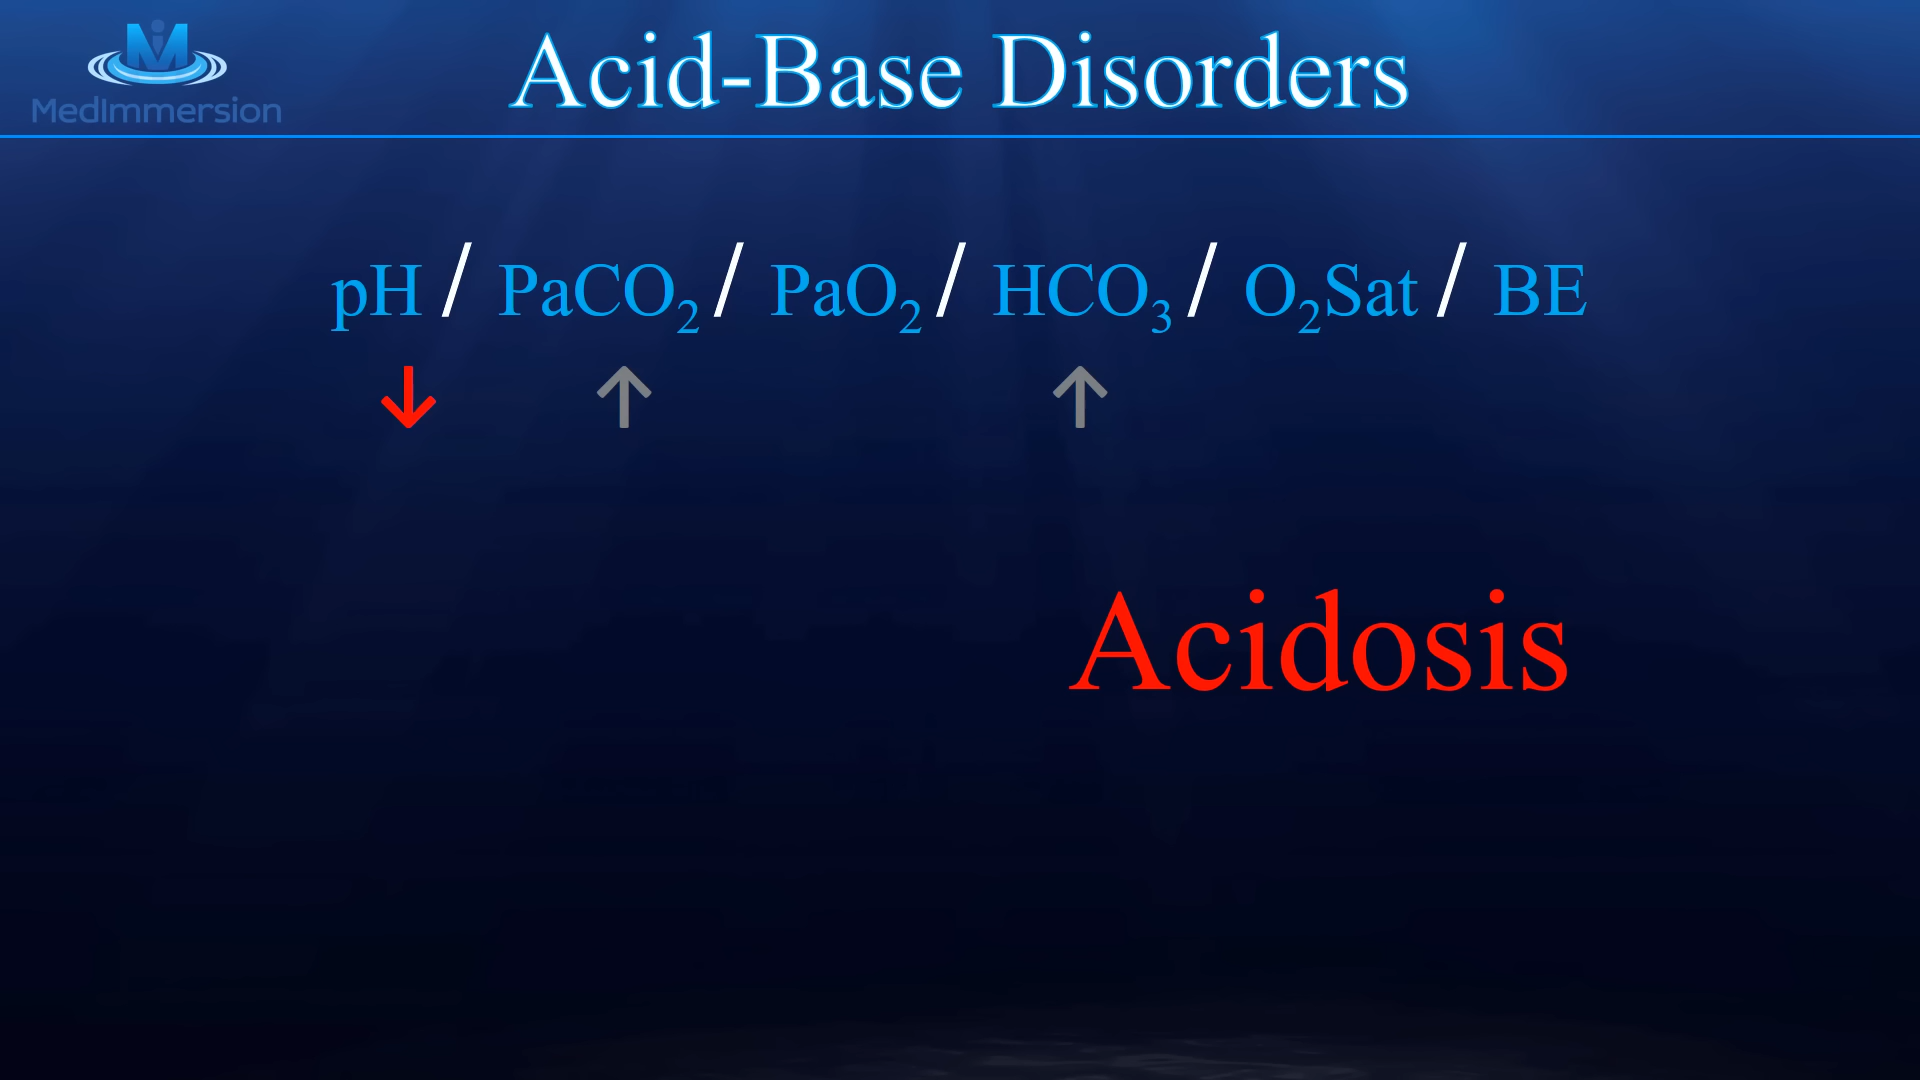 MedImmersion
Acid-Base Disorders
pH / PaCO₂ / PaO₂ / HCO₃ / O₂Sat / BE
↓ ↑ ↑
Acidosis